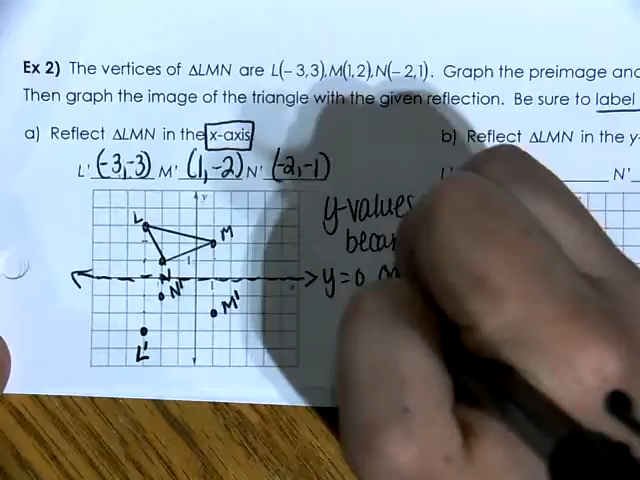 Ex 2) The vertices of ΔLMN are L(−3,3),M(1,2),N(−2,1). Graph the preimage and
Then graph the image of the triangle with the given reflection. Be sure to label
a) Reflect ΔLMN in the x-axis
b) Reflect ΔLMN in the y-
L' (-3,-3) M' (1,-2) N' (-2,-1)
N'
y-values
y
L
M
becam
N
1
y=0
N'
M'
L'